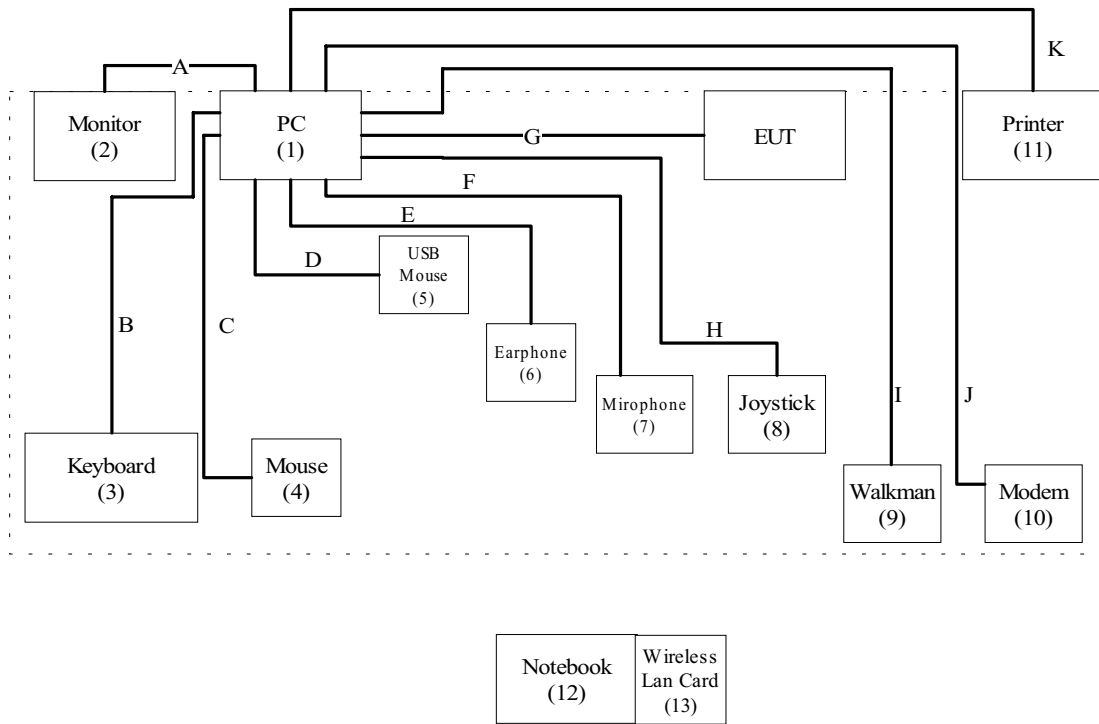 K
A
Monitor
(2)
PC
(1)
G
EUT
Printer
(11)
F
E
D
USB
Mouse
(5)
B
C
Earphone
(6)
H
Mirophone
(7)
Joystick
(8)
I
J
Keyboard
(3)
Mouse
(4)
Walkman
(9)
Modem
(10)
Notebook
(12)
Wireless
Lan Card
(13)